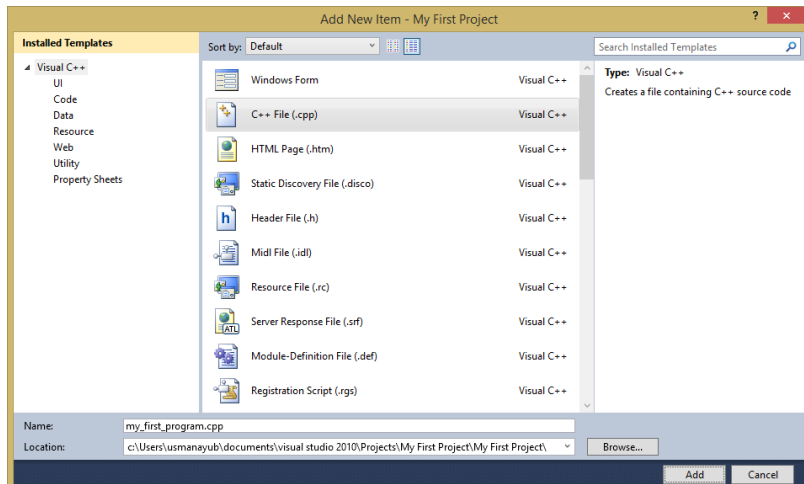 Add New Item - My First Project
? ×
Installed Templates
Sort by: Default
Search Installed Templates
Visual C++
UI
Code
Data
Resource
Web
Utility
Property Sheets
Windows Form Visual C++
C++ File (.cpp) Visual C++
HTML Page (.htm) Visual C++
Static Discovery File (.disco) Visual C++
Header File (.h) Visual C++
Midl File (.idl) Visual C++
Resource File (.rc) Visual C++
ATL
Server Response File (.srf) Visual C++
Module-Definition File (.def) Visual C++
Registration Script (.rgs) Visual C++
Type: Visual C++
Creates a file containing C++ source code
Name: my_first_program.cpp
Location: c:\Users\usmanayub\documents\visual studio 2010\Projects\My First Project\My First Project\
Browse...
Add Cancel